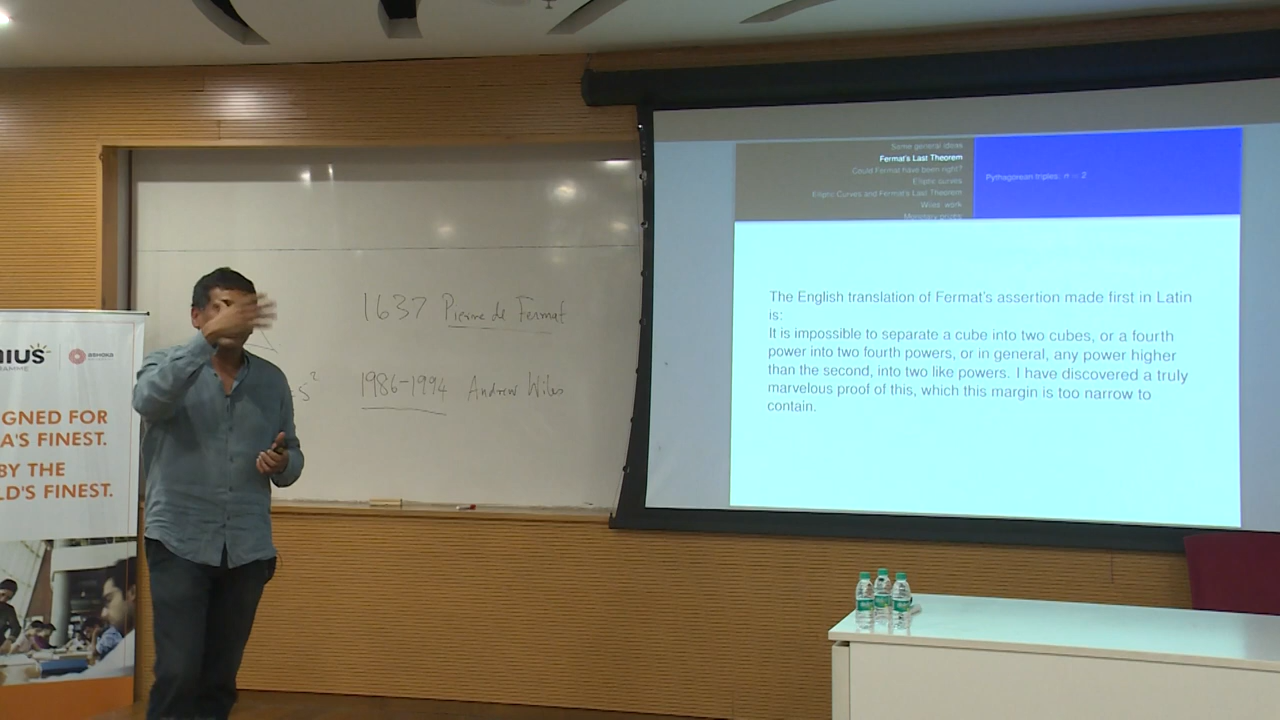 1637 Pierre de Fermat
1986-1994 Andrew Wiles
Some general ideas
Fermat's Last Theorem
Could Fermat have been right?
Elliptic curves
Elliptic Curves and Fermat's Last Theorem
Wiles' work
Pythagorean triples: n = 2
The English translation of Fermat's assertion made first in Latin
is:
It is impossible to separate a cube into two cubes, or a fourth
power into two fourth powers, or in general, any power higher
than the second, into two like powers. I have discovered a truly
marvelous proof of this, which this margin is too narrow to
contain.
NIUS
RAMME
ASHOKA
IGNED FOR
A'S FINEST.
BY THE
LD'S FINEST.